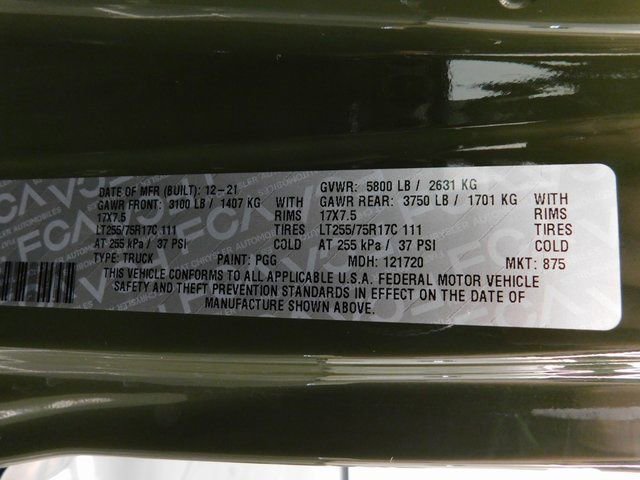 DATE OF MFR (BUILT): 12-21 GVWR: 5800 LB / 2631 KG
GAWR FRONT: 3100 LB / 1407 KG WITH GAWR REAR: 3750 LB / 1701 KG WITH
17X7.5 RIMS 17X7.5 RIMS
LT255/75R17C 111 TIRES LT255/75R17C 111 TIRES
AT 255 kPa / 37 PSI COLD AT 255 kPa / 37 PSI COLD
TYPE: TRUCK PAINT: PGG MDH: 121720 MKT: 875
THIS VEHICLE CONFORMS TO ALL APPLICABLE U.S.A. FEDERAL MOTOR VEHICLE
SAFETY AND THEFT PREVENTION STANDARDS IN EFFECT ON THE DATE OF
MANUFACTURE SHOWN ABOVE.